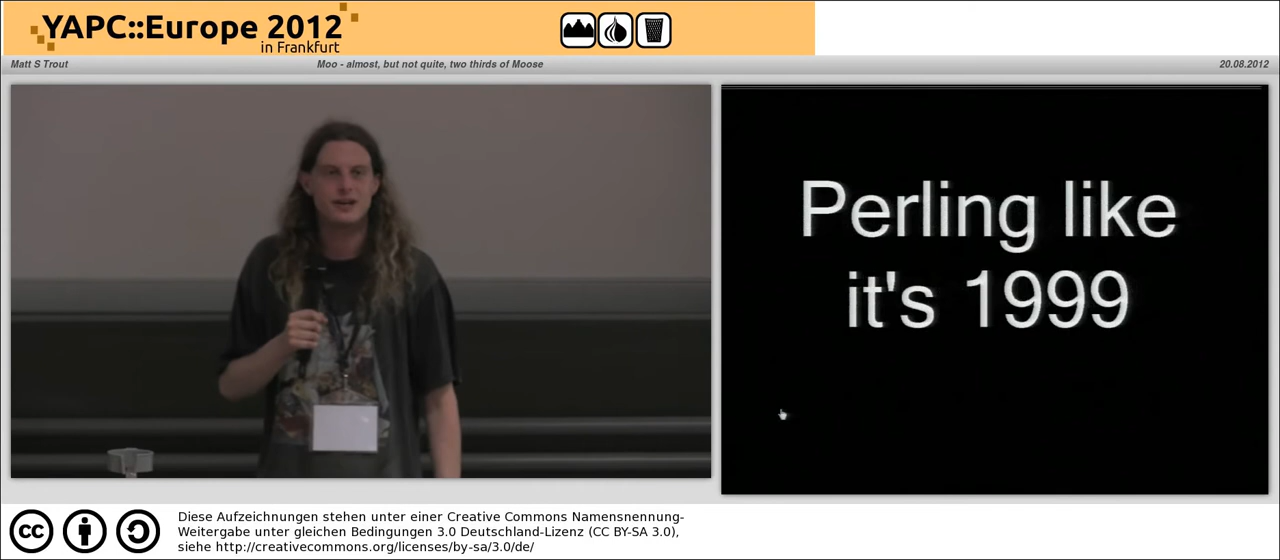 YAPC::Europe 2012
in Frankfurt
Matt S Trout
Moo - almost, but not quite, two thirds of Moose
20.08.2012
Perling like
it's 1999
cc
Diese Aufzeichnungen stehen unter einer Creative Commons Namensnennung-
Weitergabe unter gleichen Bedingungen 3.0 Deutschland-Lizenz (CC BY-SA 3.0),
siehe http://creativecommons.org/licenses/by-sa/3.0/de/